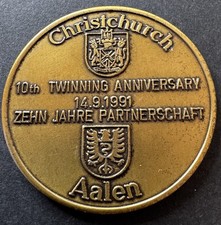 Christchurch
10th TWINNING ANNIVERSARY
14.9.1991
ZEHN JAHRE PARTNERSCHAFT
Aalen